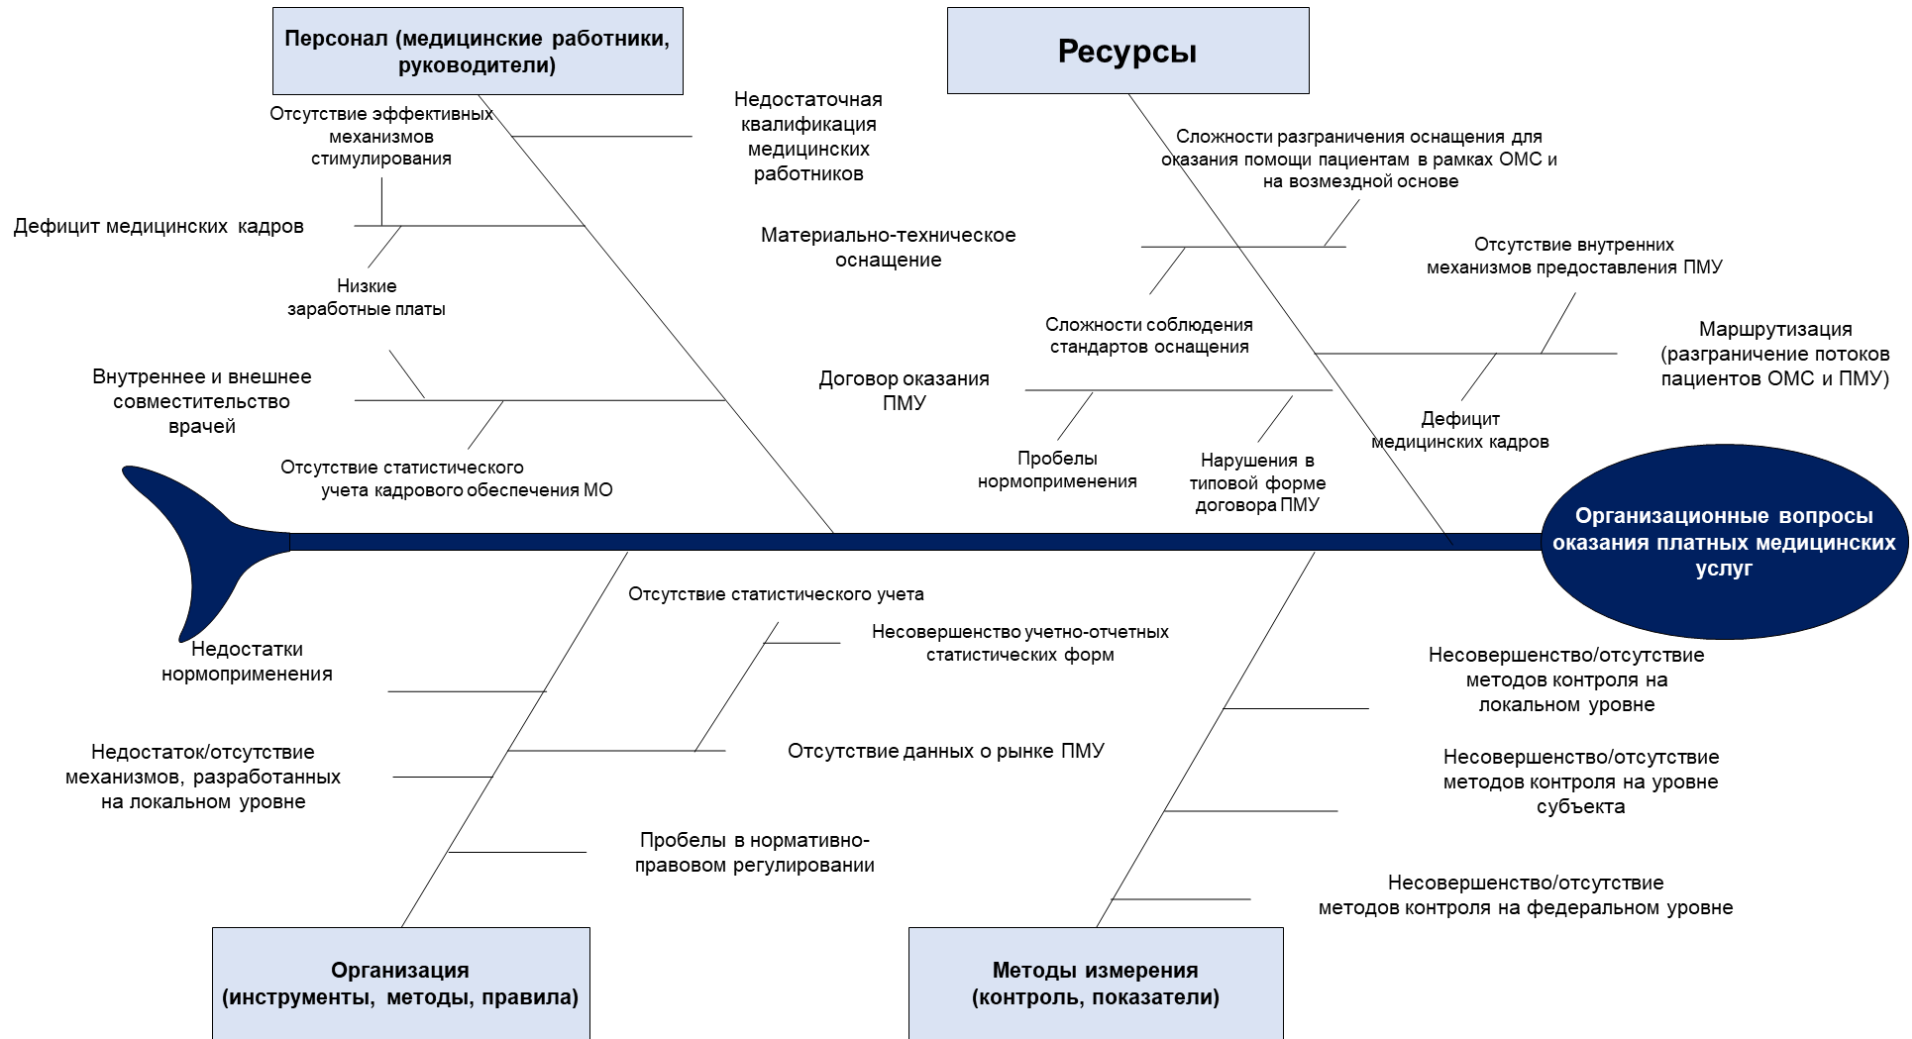 Персонал (медицинские работники,
руководители)
Ресурсы
Отсутствие эффективных
механизмов
стимулирования
Недостаточная
квалификация
медицинских
работников
Сложности разграничения оснащения для
оказания помощи пациентам в рамках ОМС и
на возмездной основе
Дефицит медицинских кадров
Материально-техническое
оснащение
Отсутствие внутренних
механизмов предоставления ПМУ
Низкие
заработные платы
Сложности соблюдения
стандартов оснащения
Маршрутизация
(разграничение потоков
пациентов ОМС и ПМУ)
Внутреннее и внешнее
совместительство
врачей
Договор оказания
ПМУ
Дефицит
медицинских кадров
Отсутствие статистического
учета кадрового обеспечения МО
Пробелы
нормоприменения
Нарушения в
типовой форме
договора ПМУ
Организационные вопросы
оказания платных медицинских
услуг
Отсутствие статистического учета
Несовершенство учетно-отчетных
статистических форм
Недостатки
нормоприменения
Несовершенство/отсутствие
методов контроля на
локальном уровне
Недостаток/отсутствие
механизмов, разработанных
на локальном уровне
Отсутствие данных о рынке ПМУ
Несовершенство/отсутствие
методов контроля на уровне
субъекта
Пробелы в нормативно-
правовом регулировании
Несовершенство/отсутствие
методов контроля на федеральном уровне
Организация
(инструменты, методы, правила)
Методы измерения
(контроль, показатели)